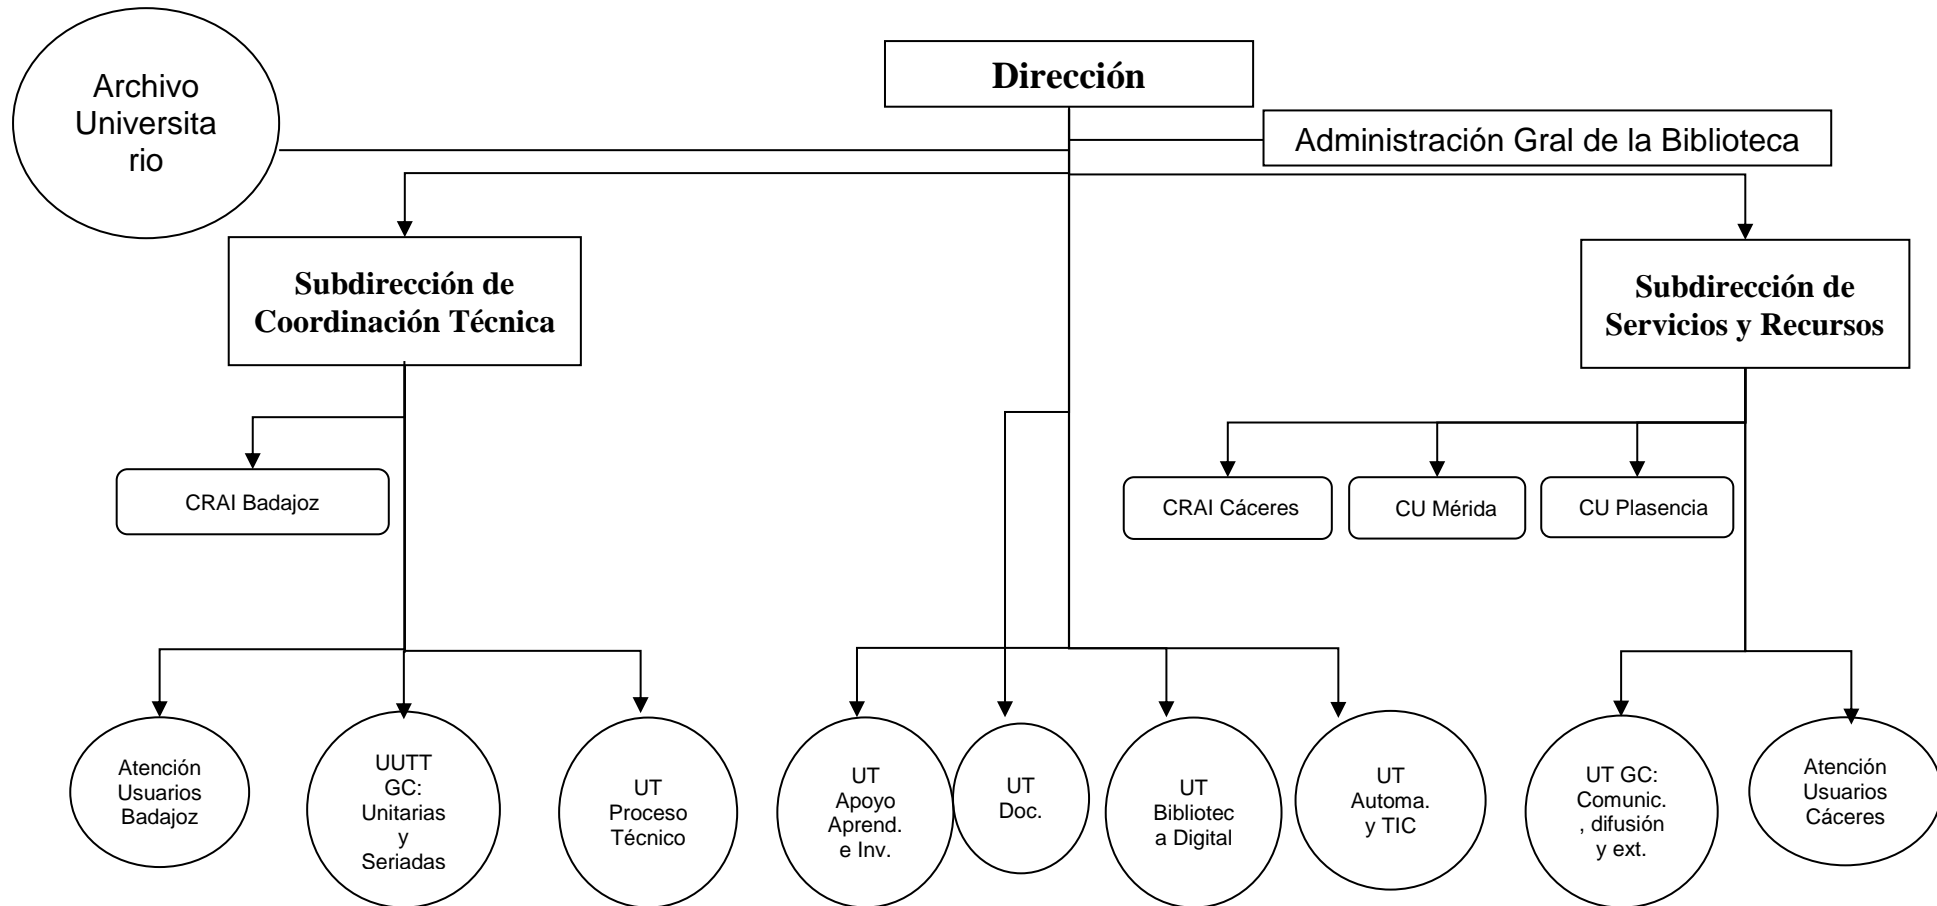 Archivo
Universita
rio
Dirección
Administración Gral de la Biblioteca
Subdirección de
Coordinación Técnica
Subdirección de
Servicios y Recursos
CRAI Badajoz
CRAI Cáceres
CU Mérida
CU Plasencia
Atención
Usuarios
Badajoz
UUTT
GC:
Unitarias
y
Seriadas
UT
Proceso
Técnico
UT
Apoyo
Aprend.
e Inv.
UT
Doc.
UT
Bibliotec
a Digital
UT
Automa.
y TIC
UT GC:
Comunic.
, difusión
y ext.
Atención
Usuarios
Cáceres